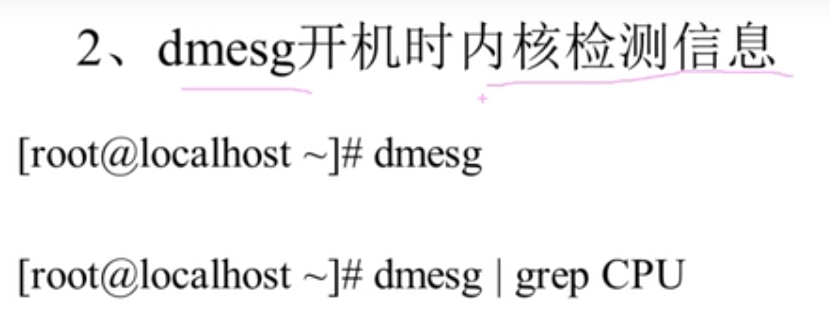 2、dmesg开机时内核检测信息
[root@localhost ~]# dmesg
[root@localhost ~]# dmesg | grep CPU